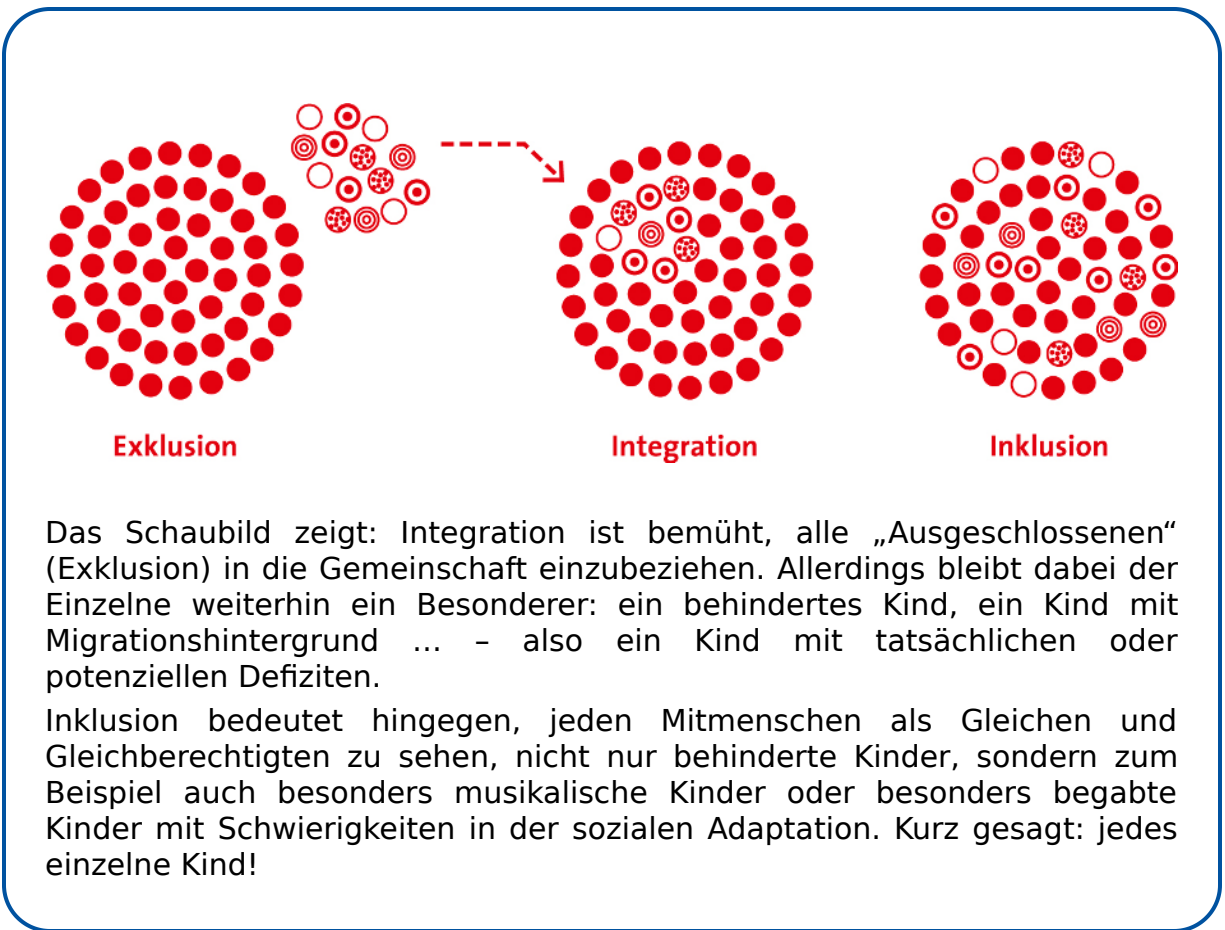 Exklusion
Integration
Inklusion
Das Schaubild zeigt: Integration ist bemüht, alle „Ausgeschlossenen“
(Exklusion) in die Gemeinschaft einzubeziehen. Allerdings bleibt dabei der
Einzelne weiterhin ein Besonderer: ein behindertes Kind, ein Kind mit
Migrationshintergrund … – also ein Kind mit tatsächlichen oder
potenziellen Defiziten.
Inklusion bedeutet hingegen, jeden Mitmenschen als Gleichen und
Gleichberechtigten zu sehen, nicht nur behinderte Kinder, sondern zum
Beispiel auch besonders musikalische Kinder oder besonders begabte
Kinder mit Schwierigkeiten in der sozialen Adaptation. Kurz gesagt: jedes
einzelne Kind!